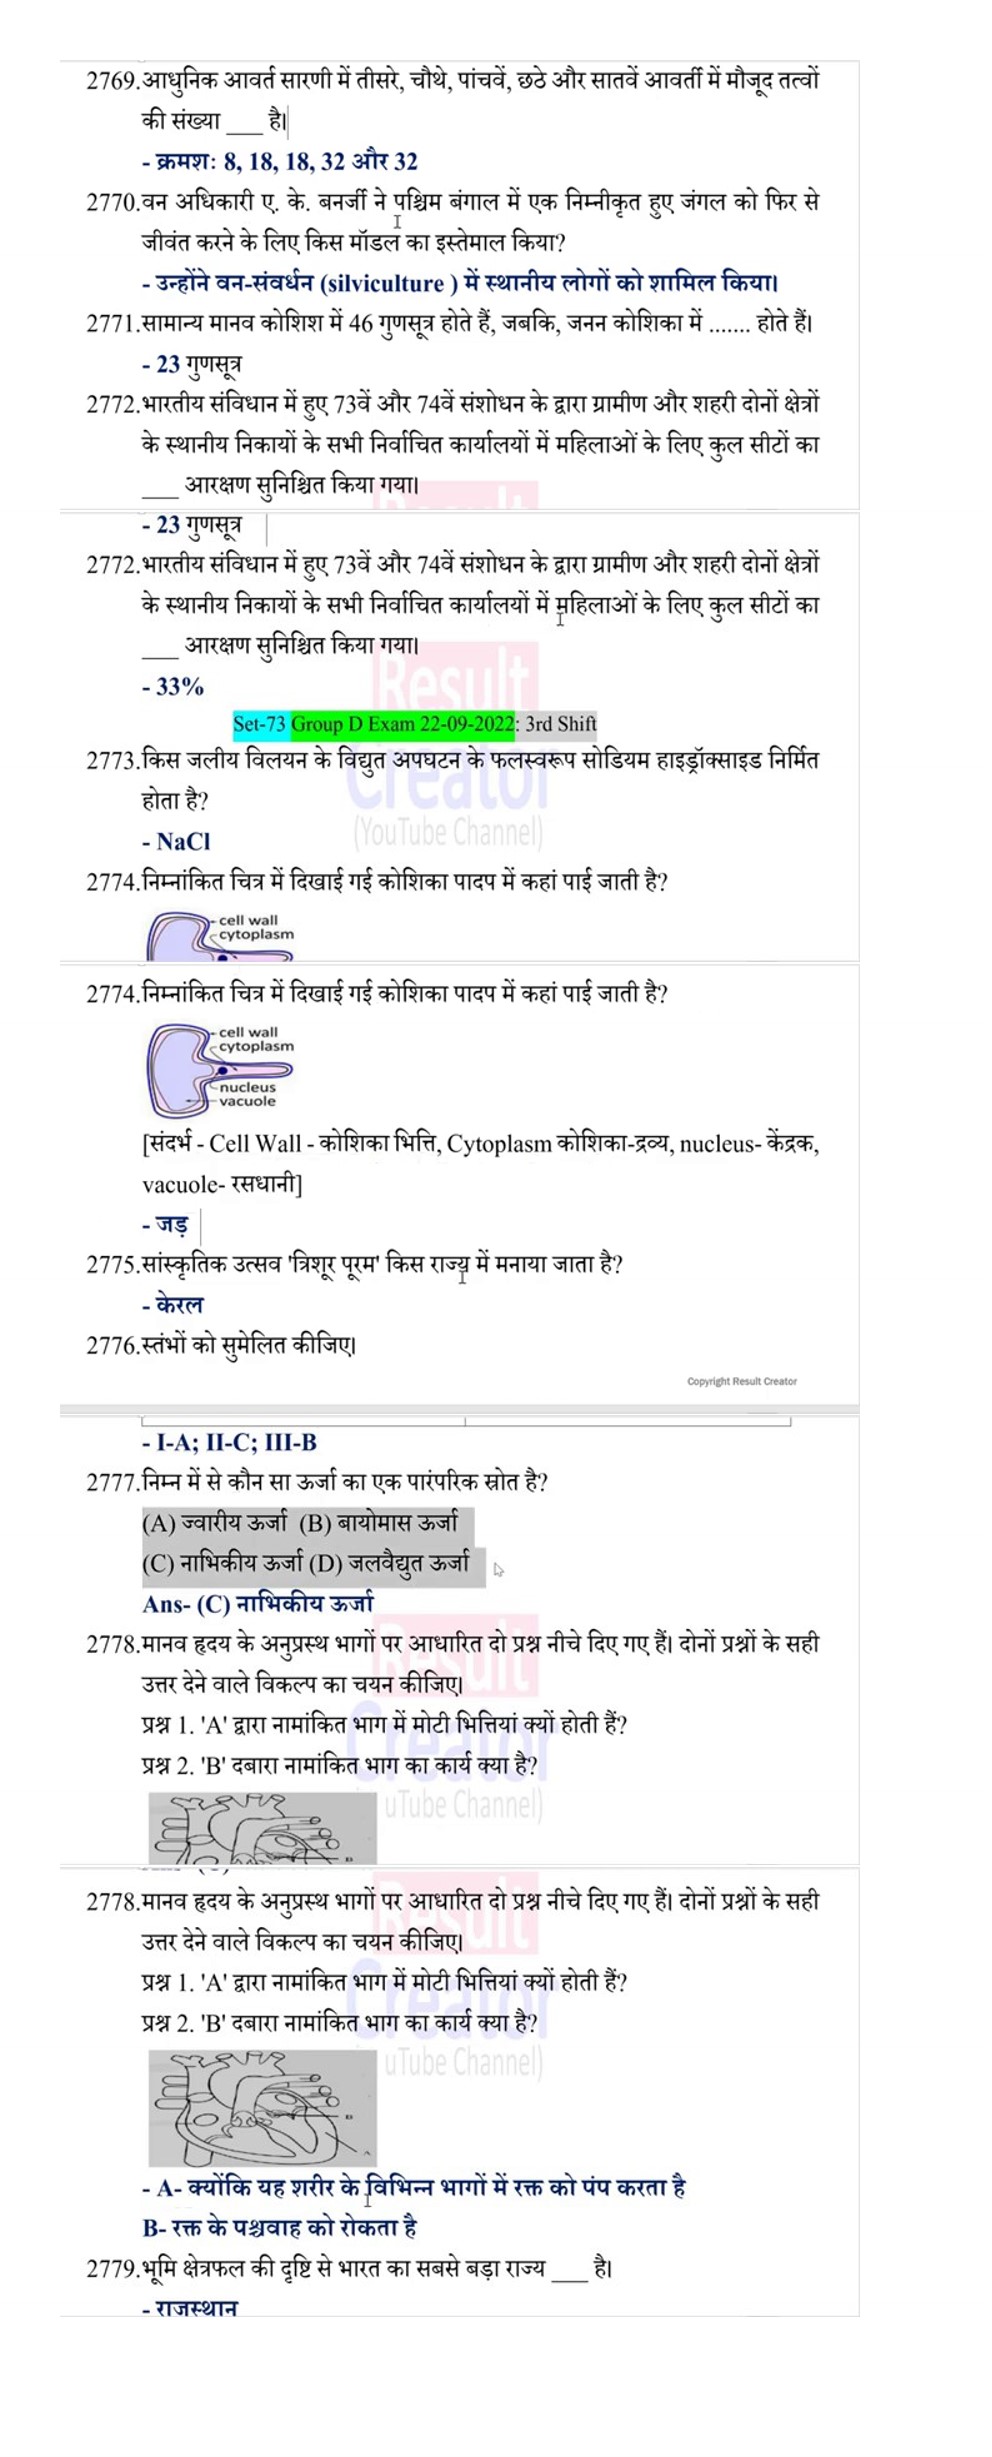 2769.आधुनिक आवर्त सारणी में तीसरे, चौथे, पांचवें, छठे और सातवें आवर्ती में मौजूद तत्वों
की संख्या ____ है।
- क्रमशः 8, 18, 18, 32 और 32
2770.वन अधिकारी ए. के. बनर्जी ने पश्चिम बंगाल में एक निम्नीकृत हुए जंगल को फिर से
जीवंत करने के लिए किस मॉडल का इस्तेमाल किया?
- उन्होंने वन-संवर्धन (silviculture ) में स्थानीय लोगों को शामिल किया।
2771.सामान्य मानव कोशिश में 46 गुणसूत्र होते हैं, जबकि, जनन कोशिका में ....... होते हैं।
- 23 गुणसूत्र
2772.भारतीय संविधान में हुए 73वें और 74वें संशोधन के द्वारा ग्रामीण और शहरी दोनों क्षेत्रों
के स्थानीय निकायों के सभी निर्वाचित कार्यालयों में महिलाओं के लिए कुल सीटों का
____ आरक्षण सुनिश्चित किया गया।
- 23 गुणसूत्र
2772.भारतीय संविधान में हुए 73वें और 74वें संशोधन के द्वारा ग्रामीण और शहरी दोनों क्षेत्रों
के स्थानीय निकायों के सभी निर्वाचित कार्यालयों में महिलाओं के लिए कुल सीटों का
____ आरक्षण सुनिश्चित किया गया।
Result
- 33%
Set-73 Group D Exam 22-09-2022: 3rd Shift
2773.किस जलीय विलयन के विद्युत अपघटन के फलस्वरूप सोडियम हाइड्रॉक्साइड निर्मित
Creator
होता है?
(YouTube Channel)
- NaCl
2774.निम्नांकित चित्र में दिखाई गई कोशिका पादप में कहां पाई जाती है?
cell wall
cytoplasm
2774.निम्नांकित चित्र में दिखाई गई कोशिका पादप में कहां पाई जाती है?
cell wall
cytoplasm
nucleus
vacuole
[संदर्भ - Cell Wall - कोशिका भित्ति, Cytoplasm कोशिका-द्रव्य, nucleus- केंद्रक,
vacuole- रसधानी]
- जड़
2775.सांस्कृतिक उत्सव 'त्रिशूर पूरम' किस राज्य में मनाया जाता है?
- केरल
2776.स्तंभों को सुमेलित कीजिए।
Copyright Result Creator
- I-A; II-C; III-B
2777.निम्न में से कौन सा ऊर्जा का एक पारंपरिक स्रोत है?
(A) ज्वारीय ऊर्जा (B) बायोमास ऊर्जा
(C) नाभिकीय ऊर्जा (D) जलवैद्युत ऊर्जा
Ans- (C) नाभिकीय ऊर्जा
2778.मानव हृदय के अनुप्रस्थ भागों पर आधारित दो प्रश्न नीचे दिए गए हैं। दोनों प्रश्नों के सही
Result
उत्तर देने वाले विकल्प का चयन कीजिए।
प्रश्न 1. 'A' द्वारा नामांकित भाग में मोटी भित्तियां क्यों होती हैं?
Creator
प्रश्न 2. 'B' दबारा नामांकित भाग का कार्य क्या है?
uTube Channel)
B
2778.मानव हृदय के अनुप्रस्थ भागों पर आधारित दो प्रश्न नीचे दिए गए हैं। दोनों प्रश्नों के सही
Result
उत्तर देने वाले विकल्प का चयन कीजिए।
प्रश्न 1. 'A' द्वारा नामांकित भाग में मोटी भित्तियां क्यों होती हैं?
Creator
प्रश्न 2. 'B' दबारा नामांकित भाग का कार्य क्या है?
uTube Channel)
B
A
- A- क्योंकि यह शरीर के विभिन्न भागों में रक्त को पंप करता है
B- रक्त के पश्चवाह को रोकता है
2779.भूमि क्षेत्रफल की दृष्टि से भारत का सबसे बड़ा राज्य ____ है।
- राजस्थान